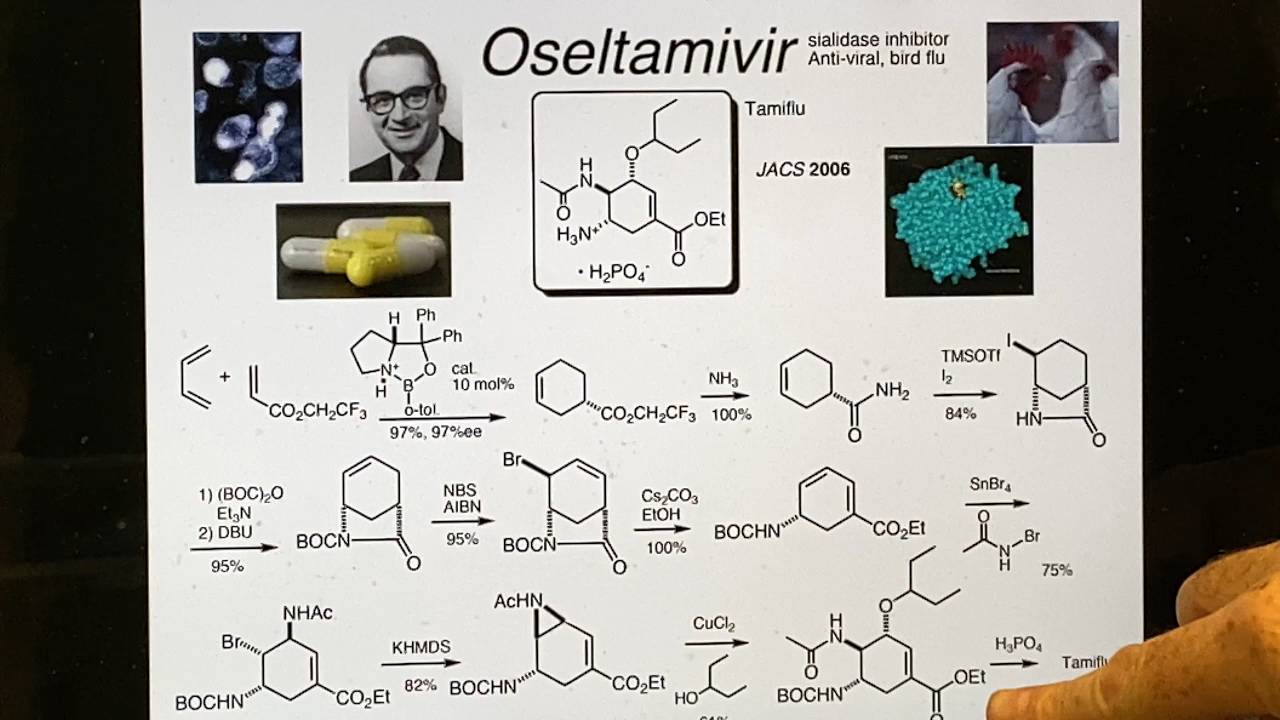 Oseltamivir
sialidase inhibitor
Anti-viral, bird flu
Tamiflu
JACS 2006
H
N
O
O
H₃N⁺
OEt
O
· H₂PO₄⁻
+
CO₂CH₂CF₃
H
Ph
Ph
N⁺
H
O
B
o-tol.
cat.
10 mol%
97%, 97%ee
CO₂CH₂CF₃
NH₃
100%
NH₂
O
TMSOTf
I₂
84%
I
HN
O
1) (BOC)₂O
Et₃N
2) DBU
95%
BOCN
O
NBS
AIBN
95%
Br
BOCN
O
Cs₂CO₃
EtOH
100%
BOCHN
CO₂Et
SnBr₄
O
N
H
Br
75%
NHAc
Br
BOCHN
CO₂Et
KHMDS
82%
AcHN
BOCHN
CO₂Et
CuCl₂
HO
61%
H
N
O
O
BOCHN
OEt
O
H₃PO₄
Tamiflu